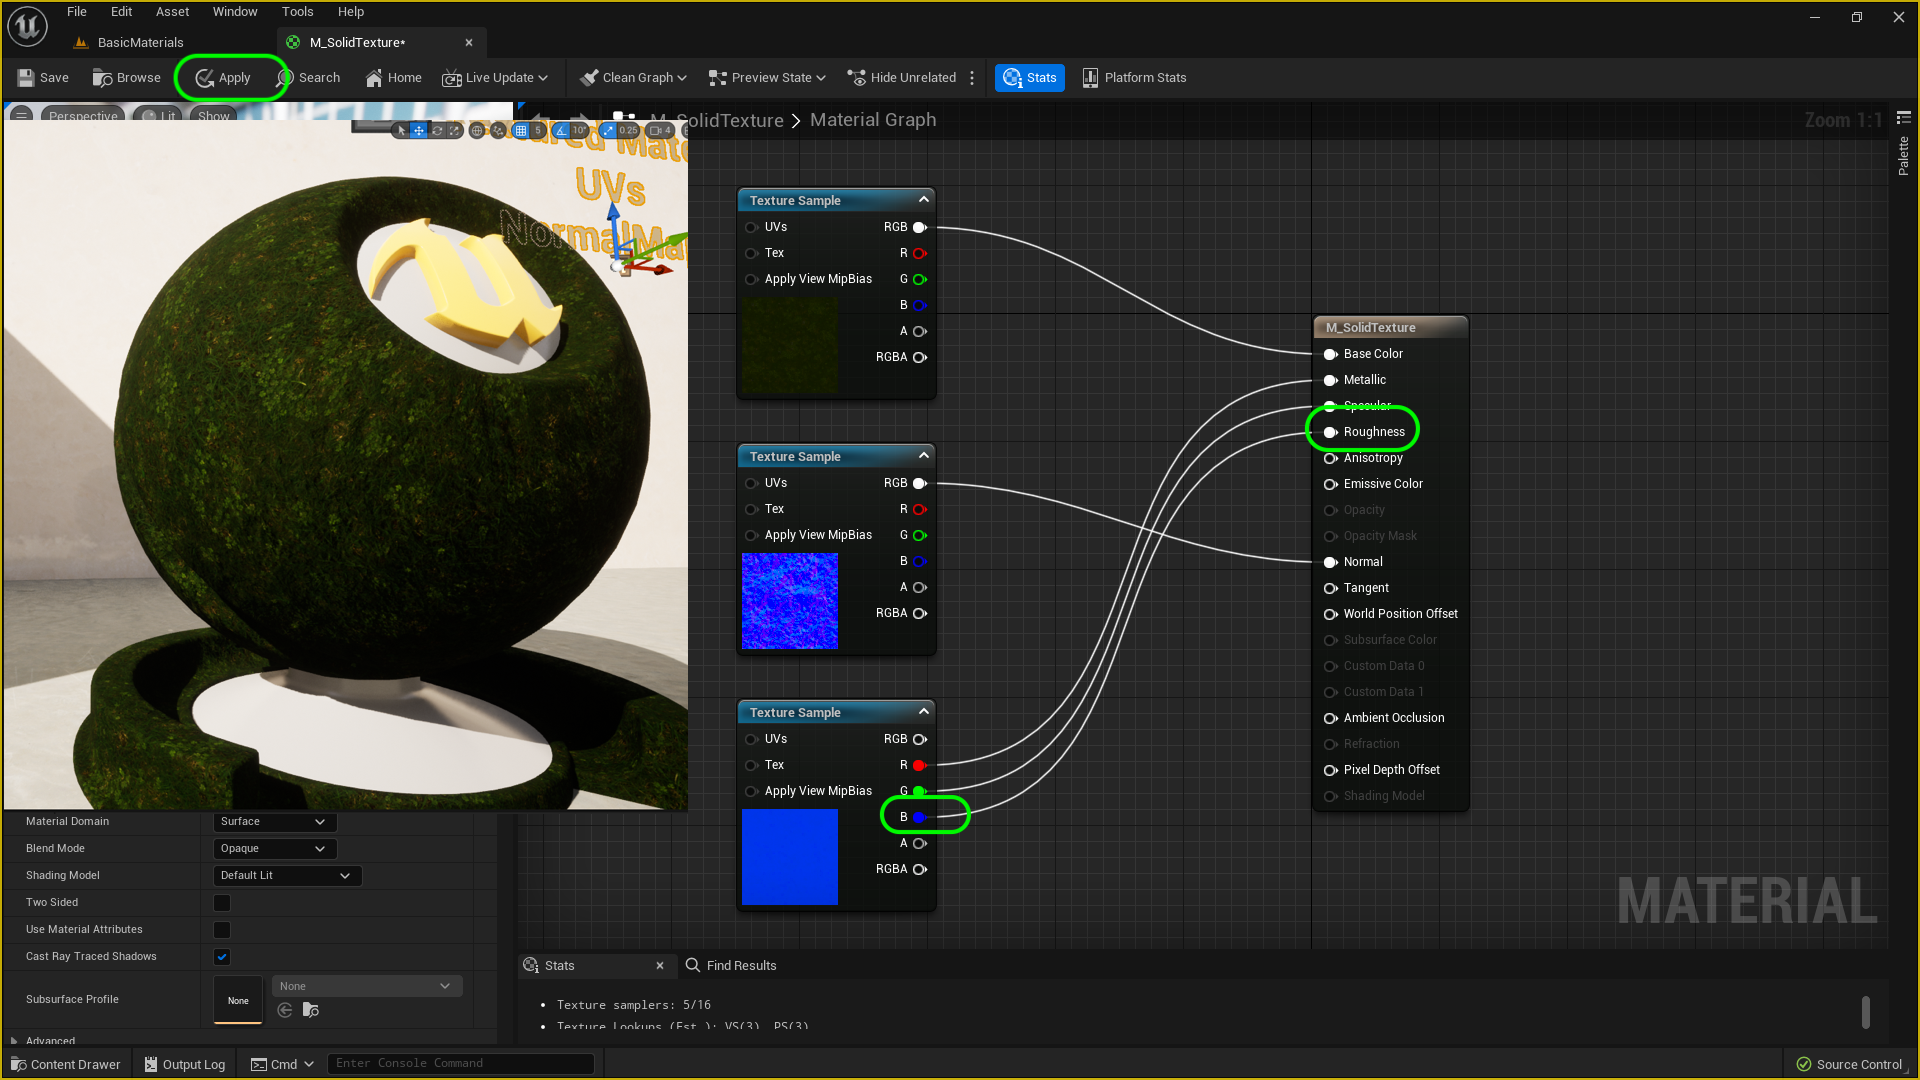 File Edit Asset Window Tools Help
BasicMaterials M_SolidTexture*
Save Browse Apply Search Home Live Update Clean Graph Preview State Hide Unrelated Stats Platform Stats
Perspective Lit Show
M_SolidTexture > Material Graph Zoom 1:1
5 10° 0.25 4
UVs
NormalMa
Palette
Texture Sample
UVs RGB
Tex R
Apply View MipBias G
B
A
RGBA
Texture Sample
UVs RGB
Tex R
Apply View MipBias G
B
A
RGBA
Texture Sample
UVs RGB
Tex R
Apply View MipBias G
B
A
RGBA
M_SolidTexture
Base Color
Metallic
Specular
Roughness
Anisotropy
Emissive Color
Opacity
Opacity Mask
Normal
Tangent
World Position Offset
Subsurface Color
Custom Data 0
Custom Data 1
Ambient Occlusion
Refraction
Pixel Depth Offset
Shading Model
MATERIAL
Material Domain Surface
Blend Mode Opaque
Shading Model Default Lit
Two Sided
Use Material Attributes
Cast Ray Traced Shadows
Subsurface Profile None None
Advanced
Stats Find Results
Texture samplers: 5/16
Texture Lookups (Est.): VS(3), PS(3)
Content Drawer Output Log Cmd Enter Console Command Source Control